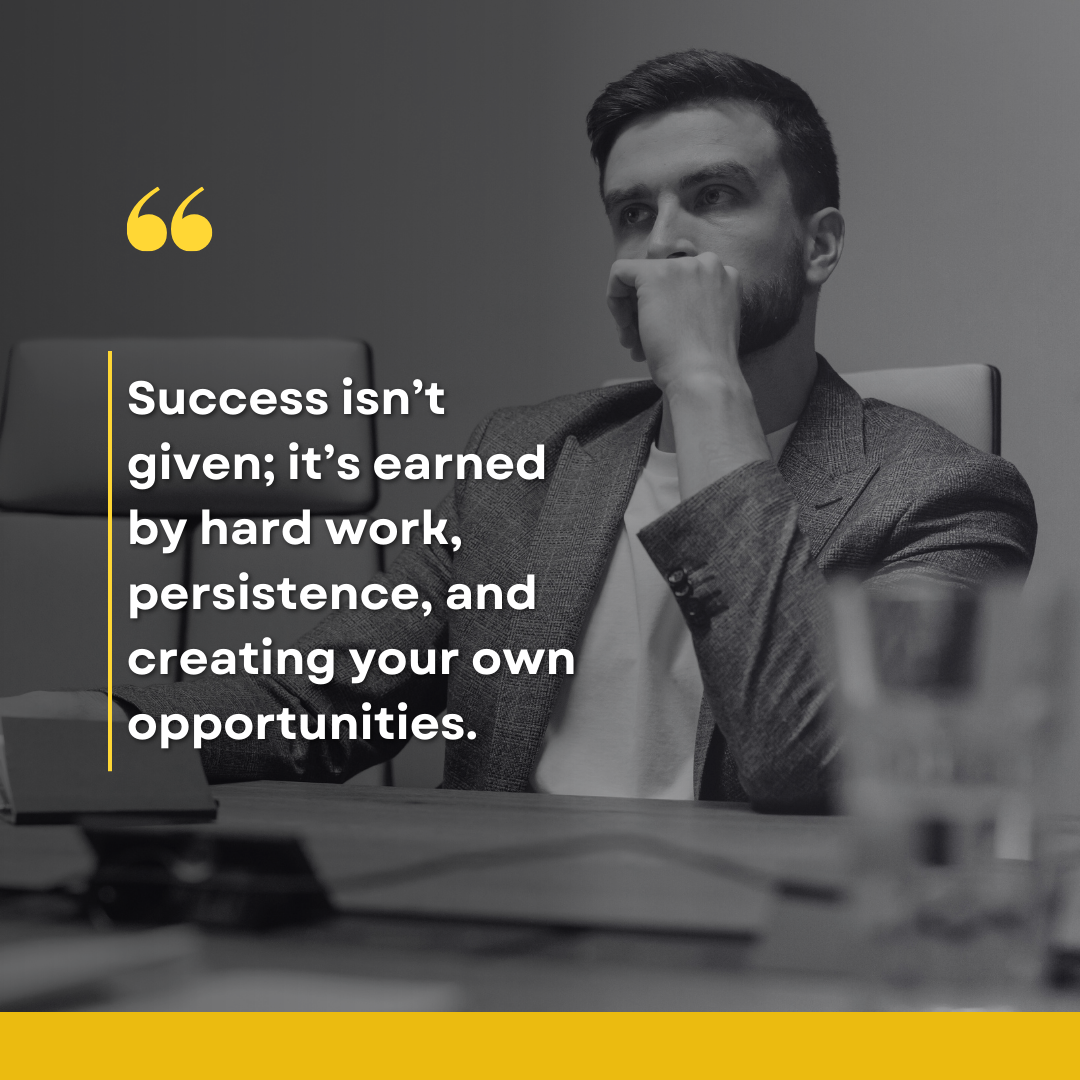 “
Success isn’t
given; it’s earned
by hard work,
persistence, and
creating your own
opportunities.